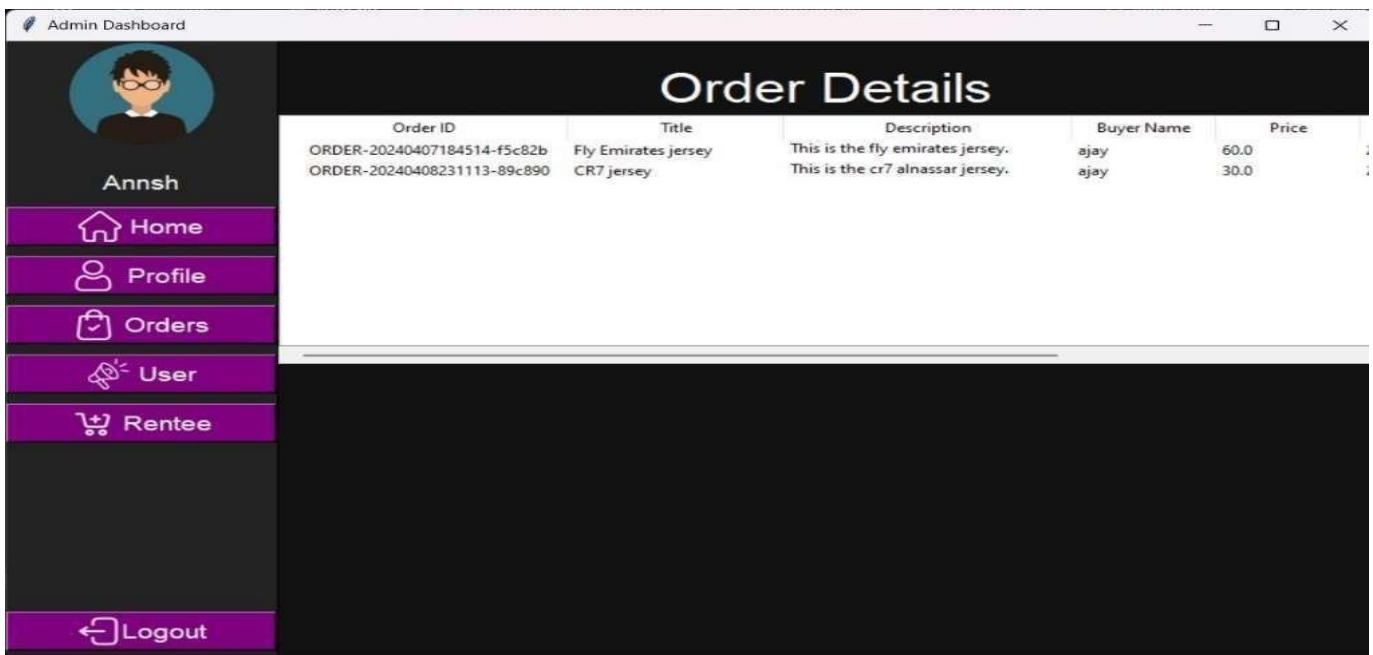 Admin Dashboard
Order Details
Order ID Title Description Buyer Name Price
ORDER-20240407184514-f5c82b Fly Emirates jersey This is the fly emirates jersey. ajay 60.0
ORDER-20240408231113-89c890 CR7 jersey This is the cr7 alnassar jersey. ajay 30.0
Annsh
Home
Profile
Orders
User
Rentee
Logout